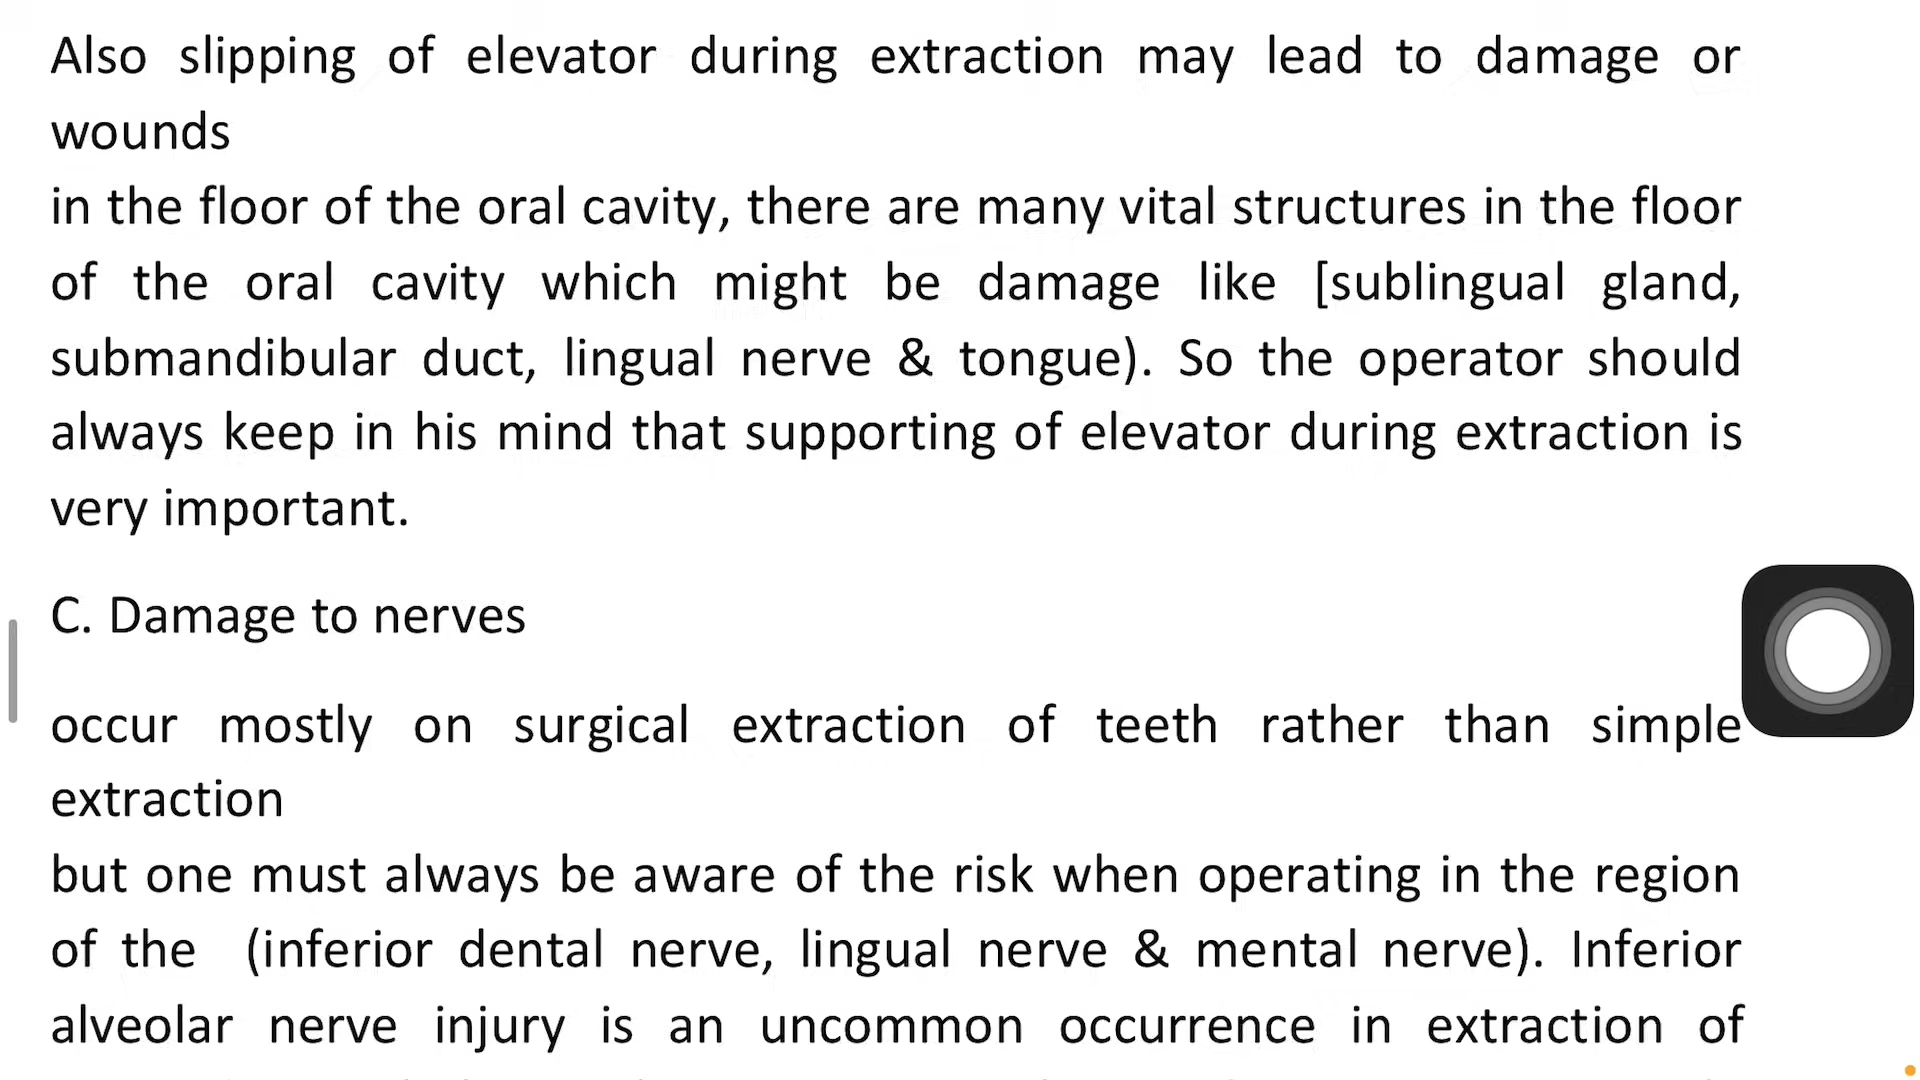 Also slipping of elevator during extraction may lead to damage or
wounds
in the floor of the oral cavity, there are many vital structures in the floor
of the oral cavity which might be damage like [sublingual gland,
submandibular duct, lingual nerve & tongue). So the operator should
always keep in his mind that supporting of elevator during extraction is
very important.
C. Damage to nerves
occur mostly on surgical extraction of teeth rather than simple
extraction
but one must always be aware of the risk when operating in the region
of the (inferior dental nerve, lingual nerve & mental nerve). Inferior
alveolar nerve injury is an uncommon occurrence in extraction of